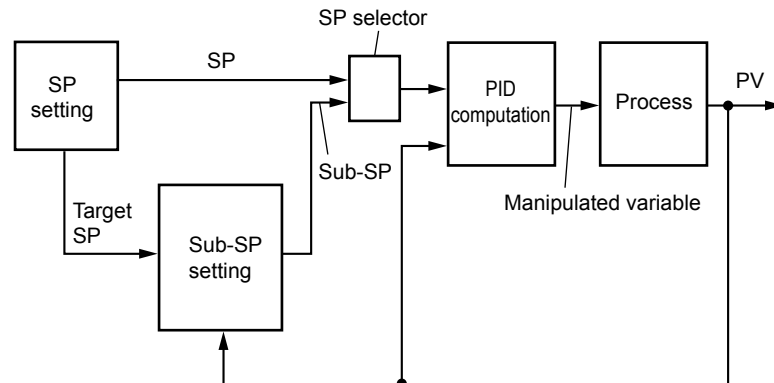 SP selector
SP
setting
SP
PID
computation
Process
PV
Sub-SP
Manipulated variable
Target
SP
Sub-SP
setting